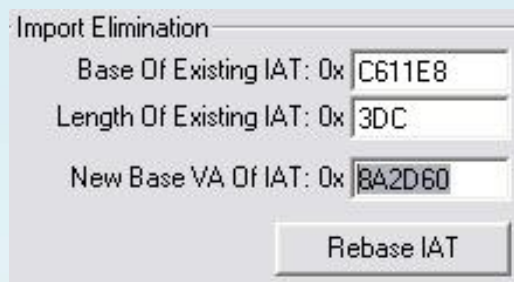 Import Elimination
Base Of Existing IAT: 0x C611E8
Length Of Existing IAT: 0x 3DC
New Base VA Of IAT: 0x 8A2D60
Rebase IAT